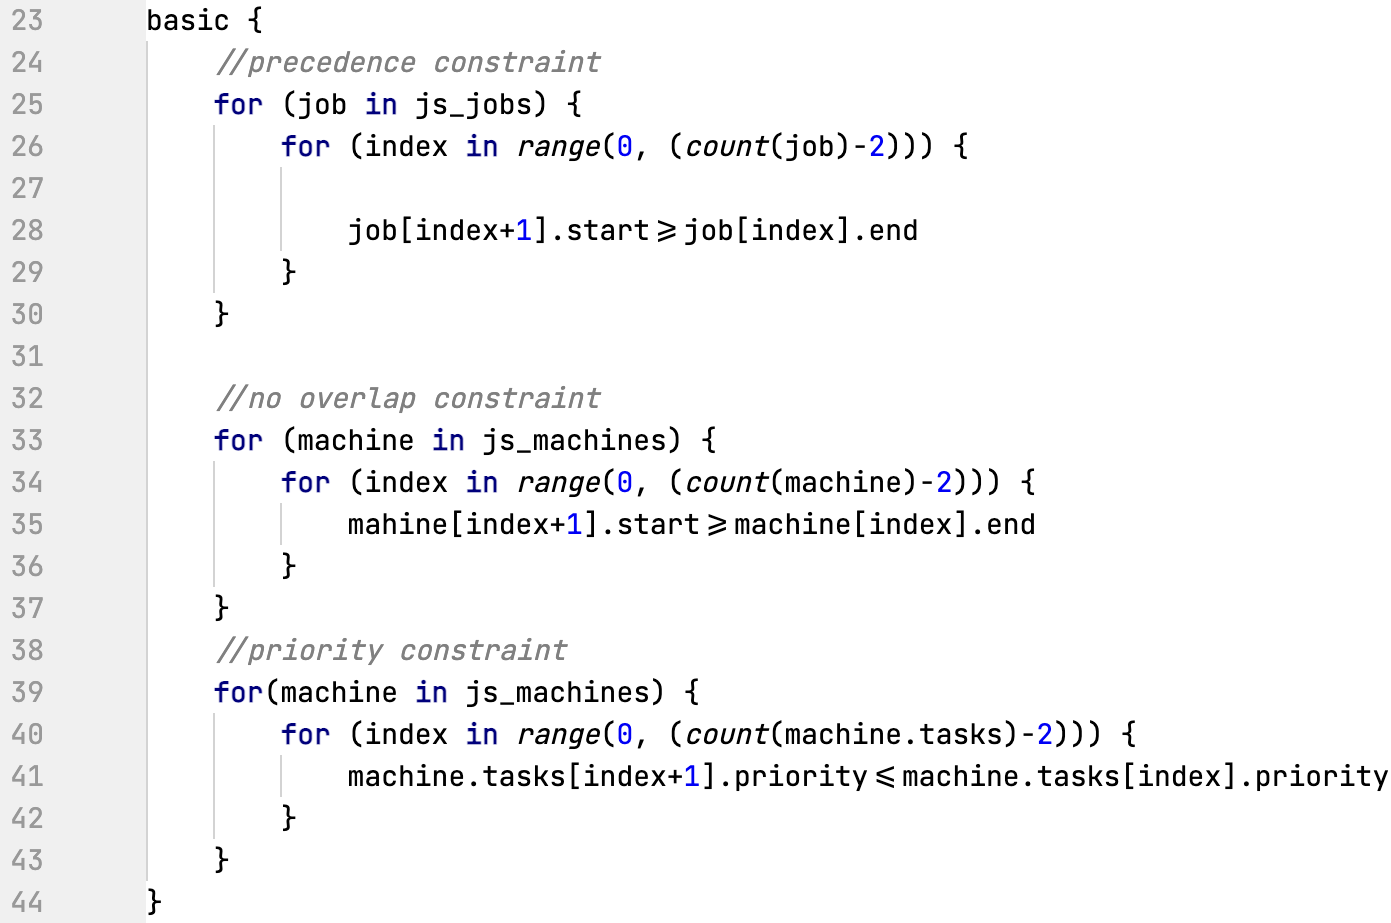 23 basic {
24 //precedence constraint
25 for (job in js_jobs) {
26 for (index in range(0, (count(job)-2))) {
27
28 job[index+1].start⩾job[index].end
29 }
30 }
31
32 //no overlap constraint
33 for (machine in js_machines) {
34 for (index in range(0, (count(machine)-2))) {
35 mahine[index+1].start⩾machine[index].end
36 }
37 }
38 //priority constraint
39 for(machine in js_machines) {
40 for (index in range(0, (count(machine.tasks)-2))) {
41 machine.tasks[index+1].priority⩽machine.tasks[index].priority
42 }
43 }
44 }